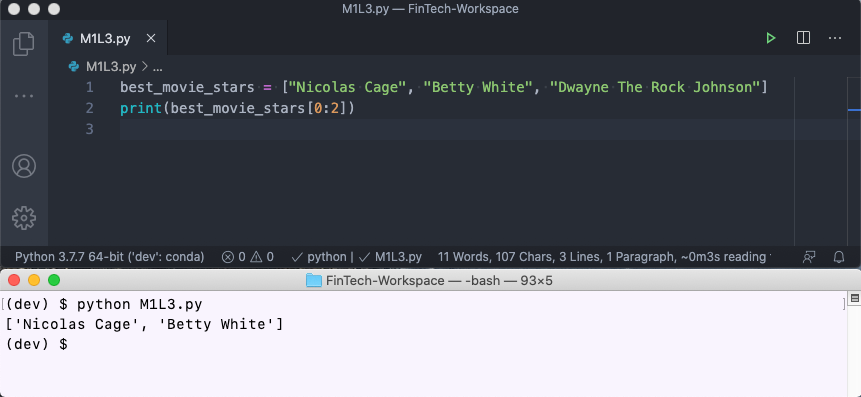 M1L3.py — FinTech-Workspace
M1L3.py ×
M1L3.py > ...
1 best_movie_stars = ["Nicolas Cage", "Betty White", "Dwayne The Rock Johnson"]
2 print(best_movie_stars[0:2])
3
Python 3.7.7 64-bit ('dev': conda) 0 0 ✓ python | ✓ M1L3.py 11 Words, 107 Chars, 3 Lines, 1 Paragraph, ~0m3s reading
FinTech-Workspace — -bash — 93×5
(dev) $ python M1L3.py
['Nicolas Cage', 'Betty White']
(dev) $